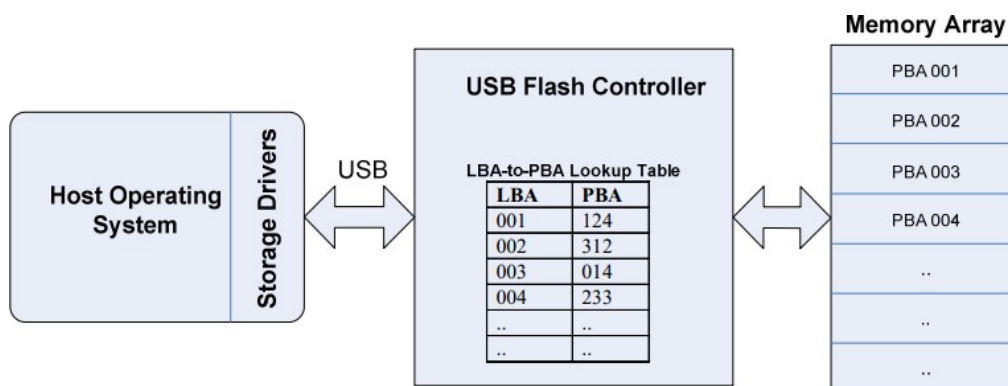 Host Operating
System
Storage Drivers
USB
USB Flash Controller
LBA-to-PBA Lookup Table
LBA PBA
001 124
002 312
003 014
004 233
.. ..
.. ..
Memory Array
PBA 001
PBA 002
PBA 003
PBA 004
..
..
..